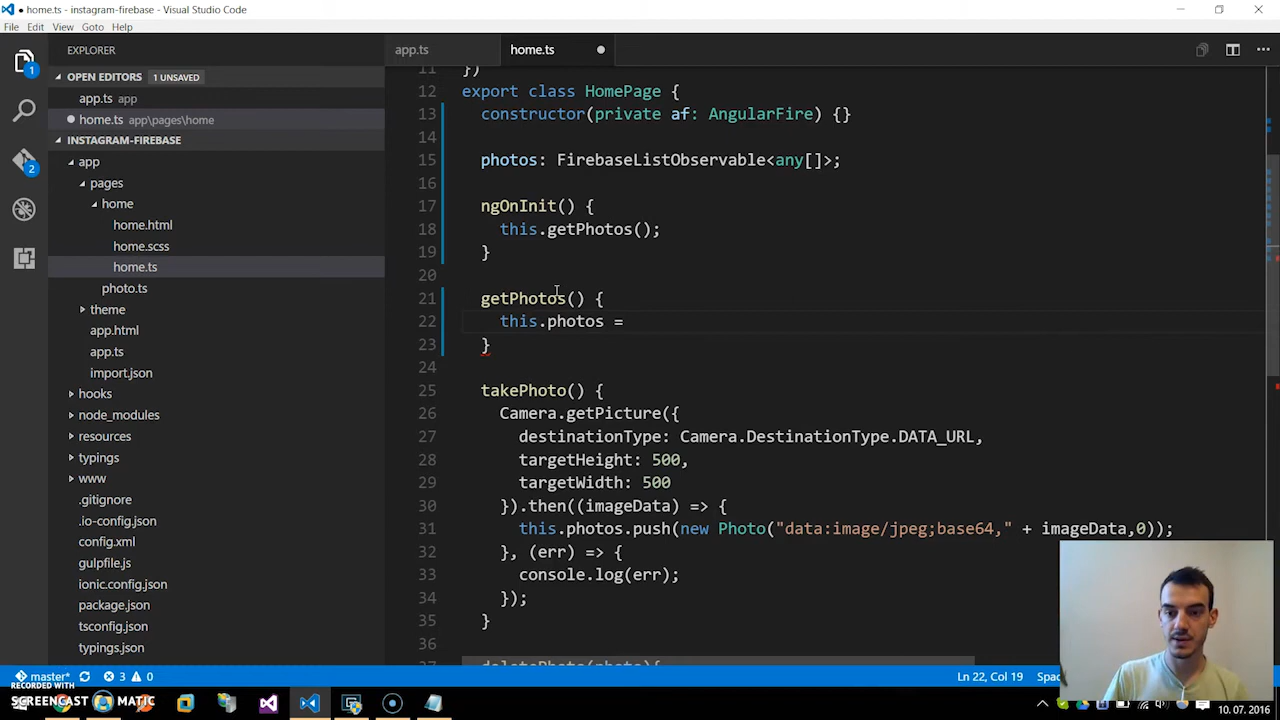 home.ts - instagram-firebase - Visual Studio Code
File Edit View Goto Help
EXPLORER
app.ts
home.ts
OPEN EDITORS 1 UNSAVED
app.ts app
home.ts app\pages\home
INSTAGRAM-FIREBASE
app
pages
home
home.html
home.scss
home.ts
photo.ts
theme
app.html
app.ts
import.json
hooks
node_modules
resources
typings
www
.gitignore
.io-config.json
config.xml
gulpfile.js
ionic.config.json
package.json
tsconfig.json
typings.json
1
2
11 })
12 export class HomePage {
13 constructor(private af: AngularFire) {}
14
15 photos: FirebaseListObservable<any[]>;
16
17 ngOnInit() {
18 this.getPhotos();
19 }
20
21 getPhotos() {
22 this.photos =
23 }
24
25 takePhoto() {
26 Camera.getPicture({
27 destinationType: Camera.DestinationType.DATA_URL,
28 targetHeight: 500,
29 targetWidth: 500
30 }).then((imageData) => {
31 this.photos.push(new Photo("data:image/jpeg;base64," + imageData,0));
32 }, (err) => {
33 console.log(err);
34 });
35 }
36
37 deletePhoto(photo){
master* 3 0
Ln 22, Col 19
RECORDED WITH
SCREENCAST MATIC
10. 07. 2016